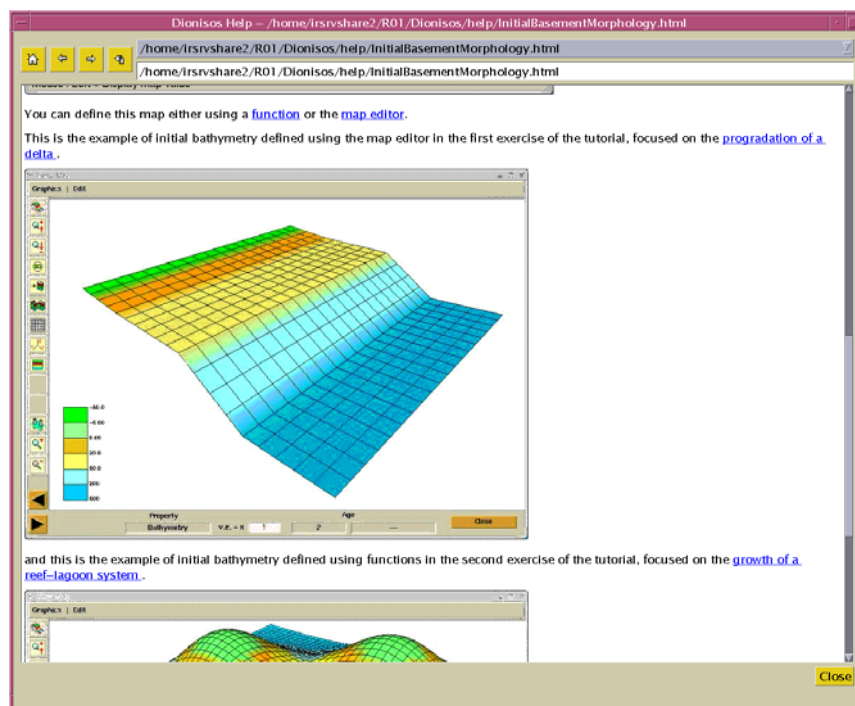 Dionisos Help – /home/irsrvshare2/R01/Dionisos/help/InitialBasementMorphology.html
/home/irsrvshare2/R01/Dionisos/help/InitialBasementMorphology.html
/home/irsrvshare2/R01/Dionisos/help/InitialBasementMorphology.html
You can define this map either using a function or the map editor.
This is the example of initial bathymetry defined using the map editor in the first exercise of the tutorial, focused on the progradation of a
delta .
Graphics | Edit
20.0
100
Property
Age
Bathymetry
V.E. = X
1
2
---
Close
and this is the example of initial bathymetry defined using functions in the second exercise of the tutorial, focused on the growth of a
reef–lagoon system .
Graphics | Edit
Close